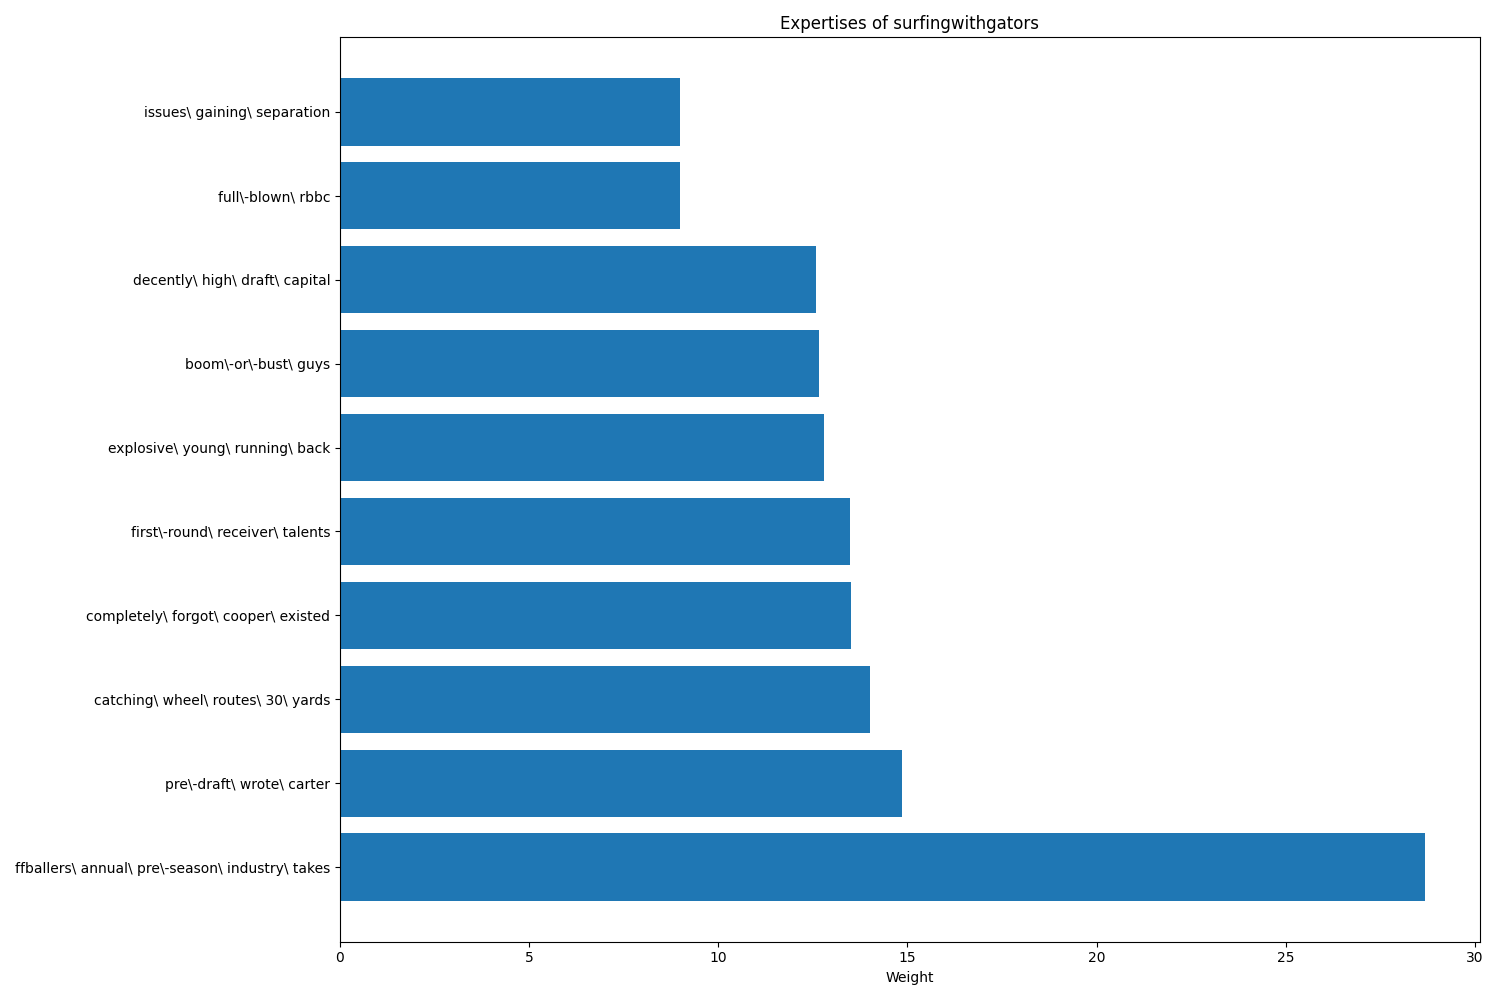 Expertises of surfingwithgators
issues\ gaining\ separation
full\-blown\ rbbc
decently\ high\ draft\ capital
boom\-or\-bust\ guys
explosive\ young\ running\ back
first\-round\ receiver\ talents
completely\ forgot\ cooper\ existed
catching\ wheel\ routes\ 30\ yards
pre\-draft\ wrote\ carter
ffballers\ annual\ pre\-season\ industry\ takes
0 5 10 15 20 25 30
Weight